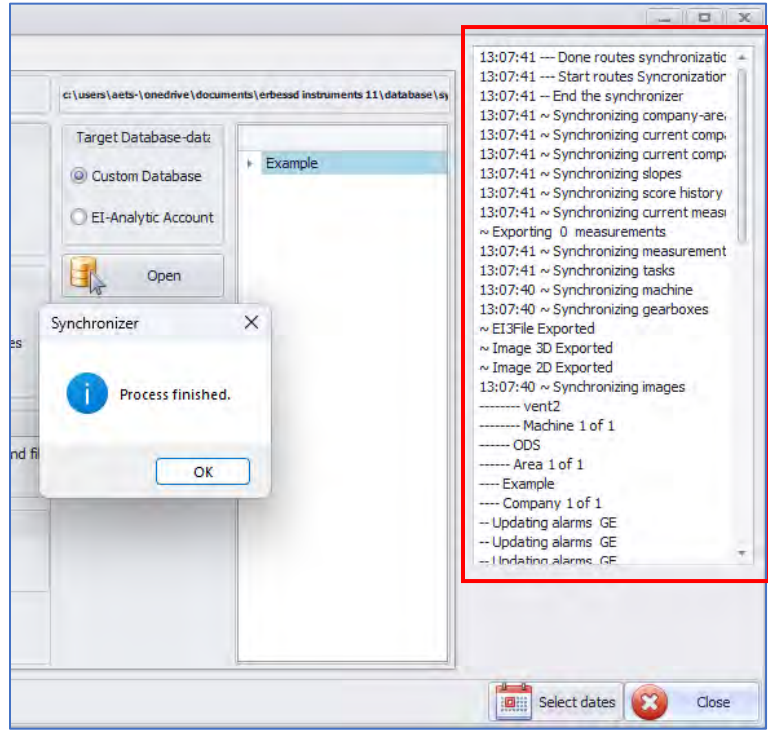 c:\users\aets-\onedrive\documents\erbessd instruments 11\database\sy
Target Database-data
Custom Database
EI-Analytic Account
Open
Example
Synchronizer
Process finished.
OK
es
nd fil
13:07:41 --- Done routes synchronizatic
13:07:41 --- Start routes Syncronization
13:07:41 -- End the synchronizer
13:07:41 ~ Synchronizing company-area
13:07:41 ~ Synchronizing current compa
13:07:41 ~ Synchronizing current compa
13:07:41 ~ Synchronizing slopes
13:07:41 ~ Synchronizing score history
13:07:41 ~ Synchronizing current measu
~ Exporting 0 measurements
13:07:41 ~ Synchronizing measurement
13:07:41 ~ Synchronizing tasks
13:07:40 ~ Synchronizing machine
13:07:40 ~ Synchronizing gearboxes
~ EI3File Exported
~ Image 3D Exported
~ Image 2D Exported
13:07:40 ~ Synchronizing images
-------- vent2
-------- Machine 1 of 1
------ ODS
------ Area 1 of 1
---- Example
---- Company 1 of 1
-- Updating alarms GE
-- Updating alarms GE
-- Updating alarms GE
Select dates
Close